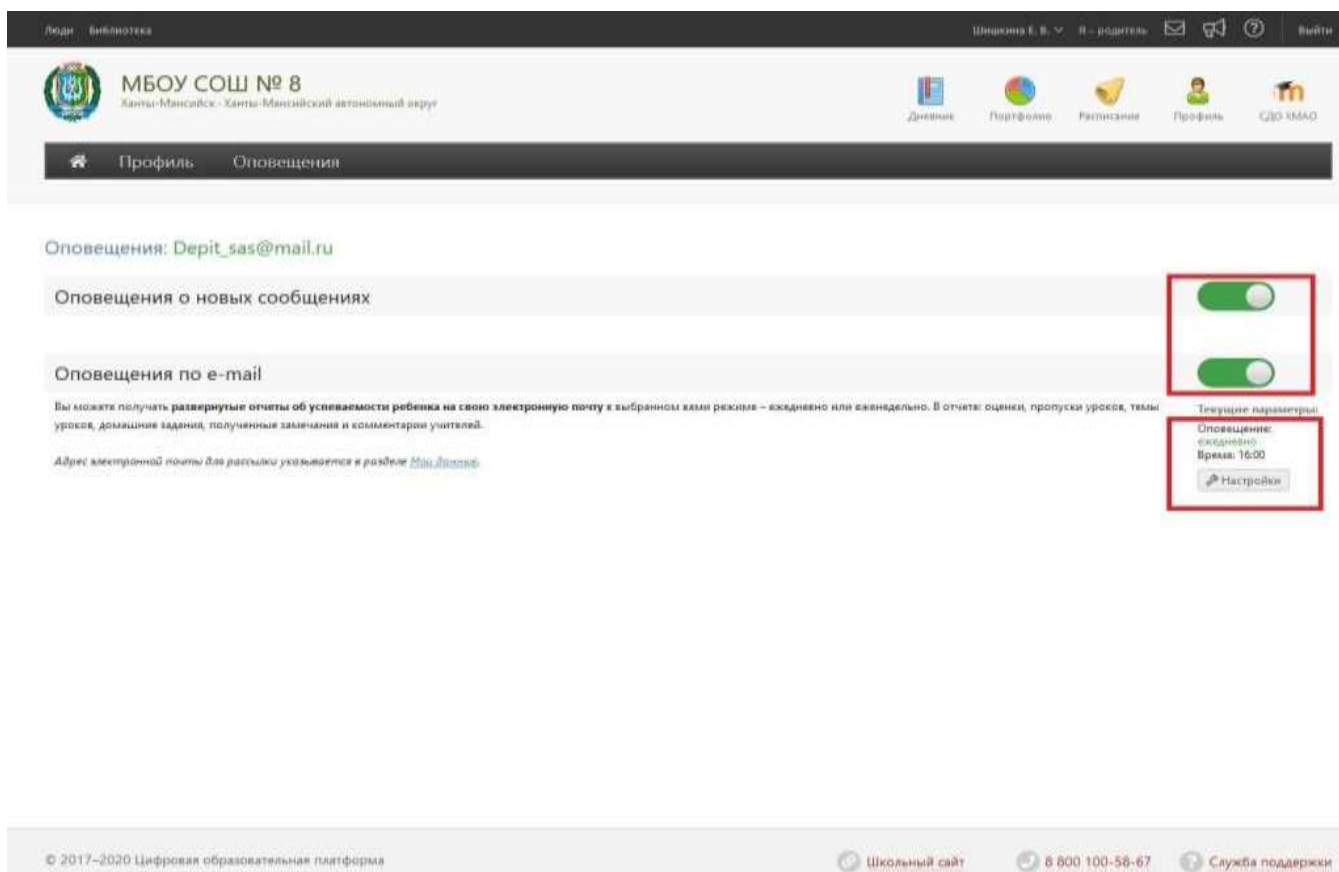 Люди Библиотека
Шишкина Е. В. Я – родитель Выйти
МБОУ СОШ № 8
Ханты-Мансийск - Ханты-Мансийский автономный округ
Дневник Портфолио Расписание Профиль СДО ХМАО
Профиль Оповещения
Оповещения: Depit_sas@mail.ru
Оповещения о новых сообщениях
Оповещения по e-mail
Вы можете получать развернутые отчеты об успеваемости ребенка на свою электронную почту в выбранном вами режиме – ежедневно или еженедельно. В отчете: оценки, пропуски уроков, темы
уроков, домашние задания, полученные замечания и комментарии учителей.
Адрес электронной почты для рассылки указывается в разделе Мои данные.
Текущие параметры:
Оповещение:
ежедневно
Время: 16:00
Настройки
© 2017–2020 Цифровая образовательная платформа
Школьный сайт 8 800 100-58-67 Служба поддержки